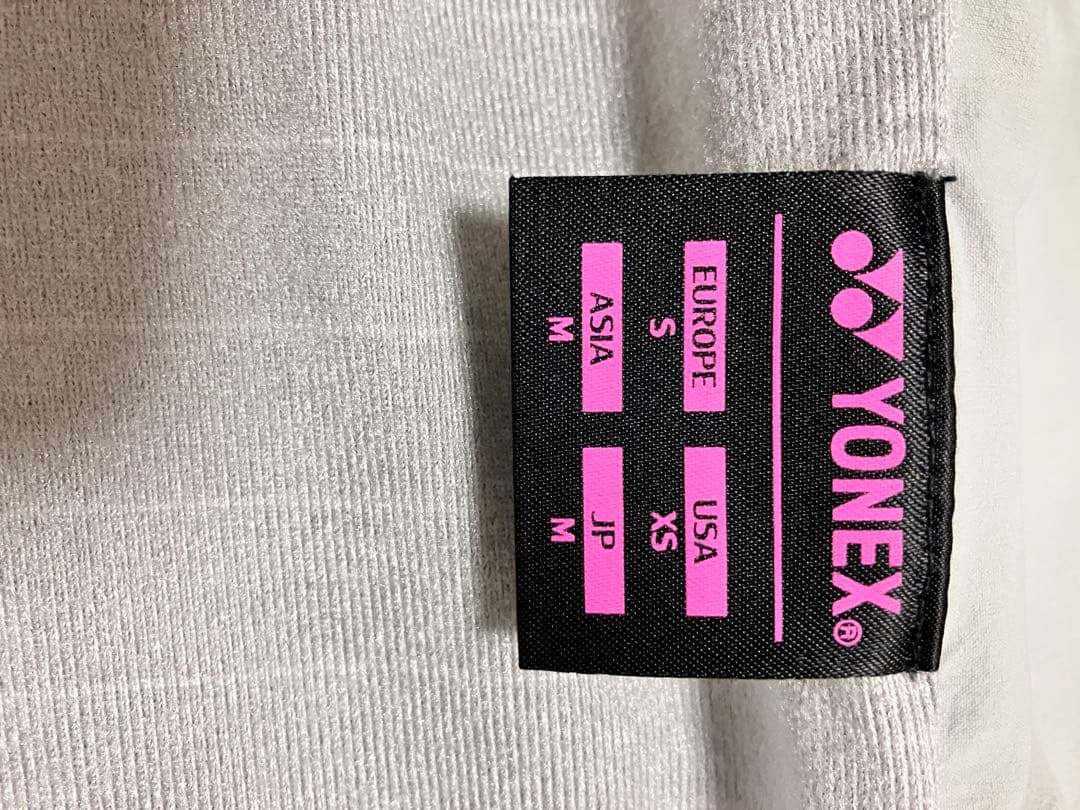 YONEX®
EUROPE USA
S XS
ASIA JP
M M